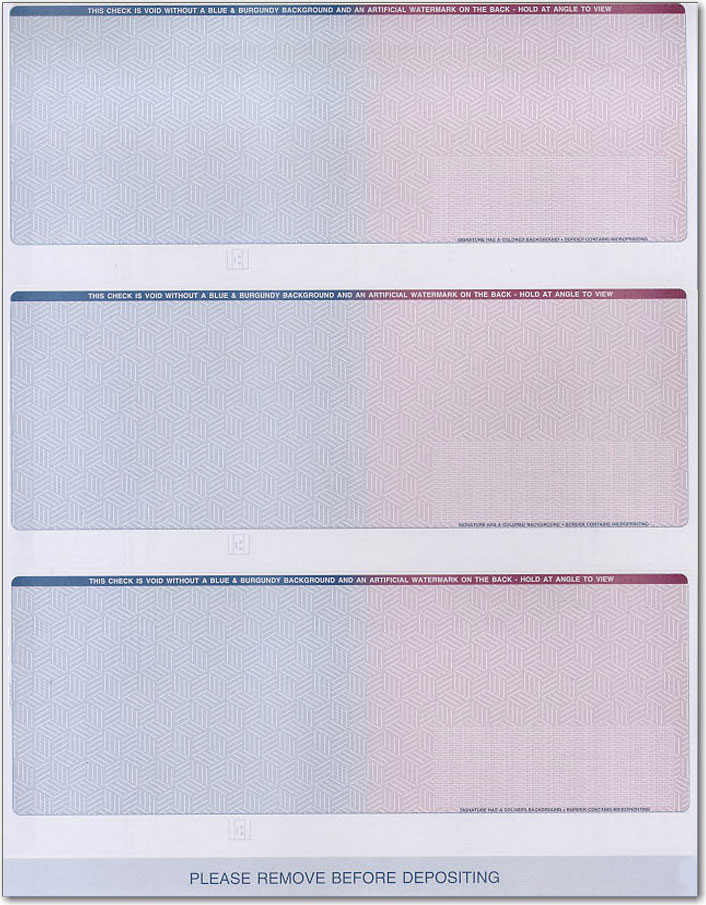 THIS CHECK IS VOID WITHOUT A BLUE & BURGUNDY BACKGROUND AND AN ARTIFICIAL WATERMARK ON THE BACK - HOLD AT ANGLE TO VIEW
SIGNATURE HAS A COLORED BACKGROUND • BORDER CONTAINS MICROPRINTING
THIS CHECK IS VOID WITHOUT A BLUE & BURGUNDY BACKGROUND AND AN ARTIFICIAL WATERMARK ON THE BACK - HOLD AT ANGLE TO VIEW
SIGNATURE HAS A COLORED BACKGROUND • BORDER CONTAINS MICROPRINTING
THIS CHECK IS VOID WITHOUT A BLUE & BURGUNDY BACKGROUND AND AN ARTIFICIAL WATERMARK ON THE BACK - HOLD AT ANGLE TO VIEW
SIGNATURE HAS A COLORED BACKGROUND • BORDER CONTAINS MICROPRINTING
PLEASE REMOVE BEFORE DEPOSITING